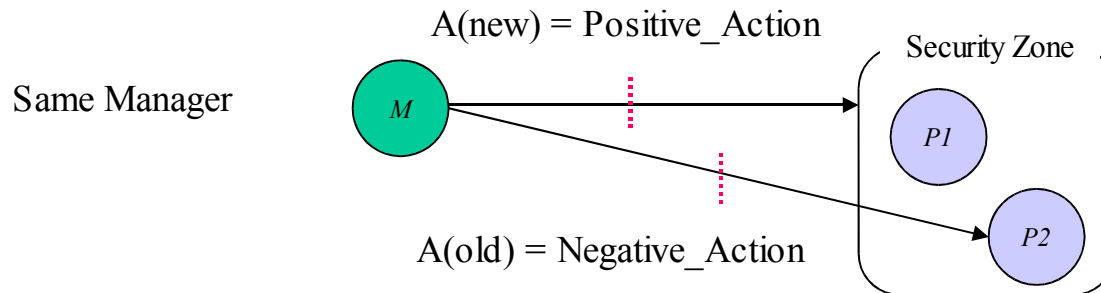 A(new) = Positive_Action
Security Zone
Same Manager
M
P1
P2
A(old) = Negative_Action